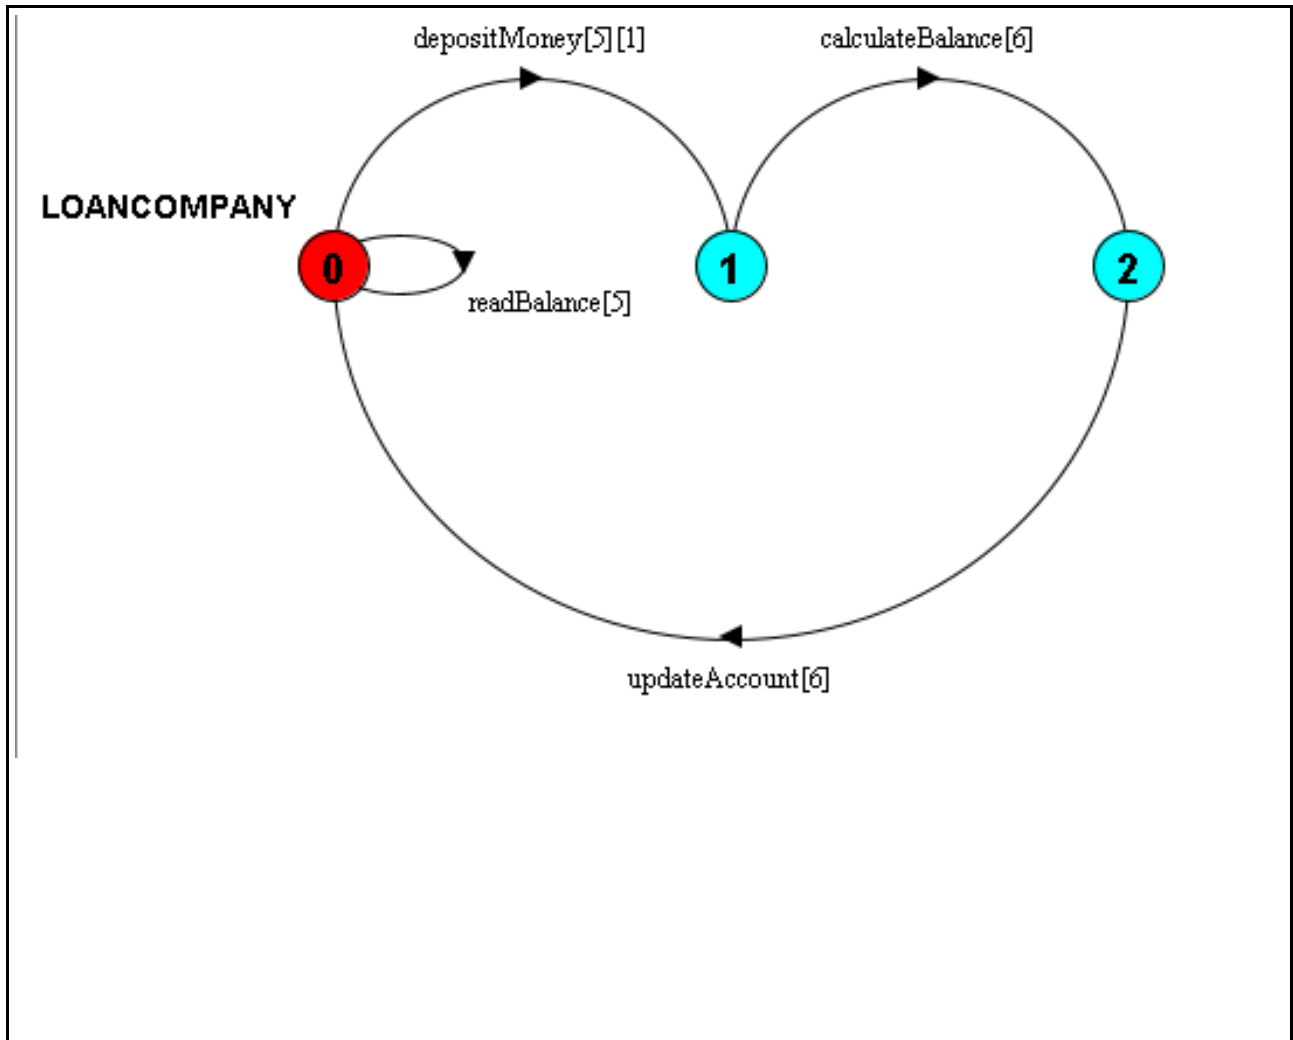 depositMoney[5][1]
calculateBalance[6]
LOANCOMPANY
0
1
2
readBalance[5]
updateAccount[6]